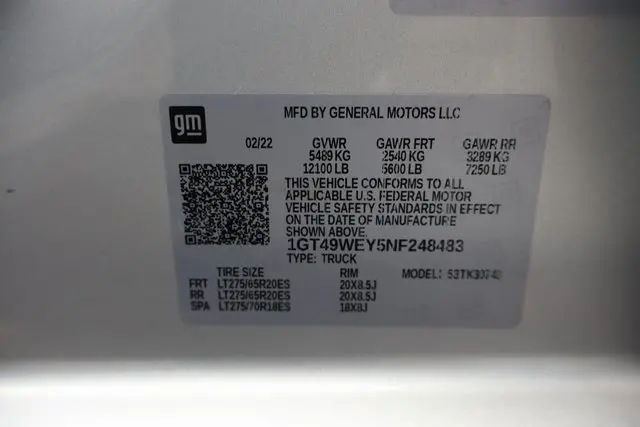 gm
MFD BY GENERAL MOTORS LLC
02/22 GVWR GAWR FRT GAWR RR
5489 KG 2540 KG 3289 KG
12100 LB 5600 LB 7250 LB
THIS VEHICLE CONFORMS TO ALL
APPLICABLE U.S. FEDERAL MOTOR
VEHICLE SAFETY STANDARDS IN EFFECT
ON THE DATE OF MANUFACTURE
SHOWN ABOVE.
1GT49WEY5NF248483
TYPE: TRUCK
TIRE SIZE RIM MODEL:
FRT LT275/65R20ES 20X8.5J
RR LT275/65R20ES 20X8.5J
SPA LT275/70R18ES 18X8J